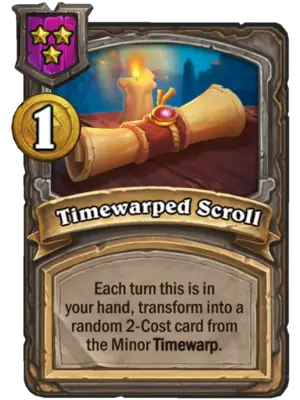 1
Timewarped Scroll
Each turn this is in
your hand, transform into a
random 2-Cost card from
the Minor Timewarp.